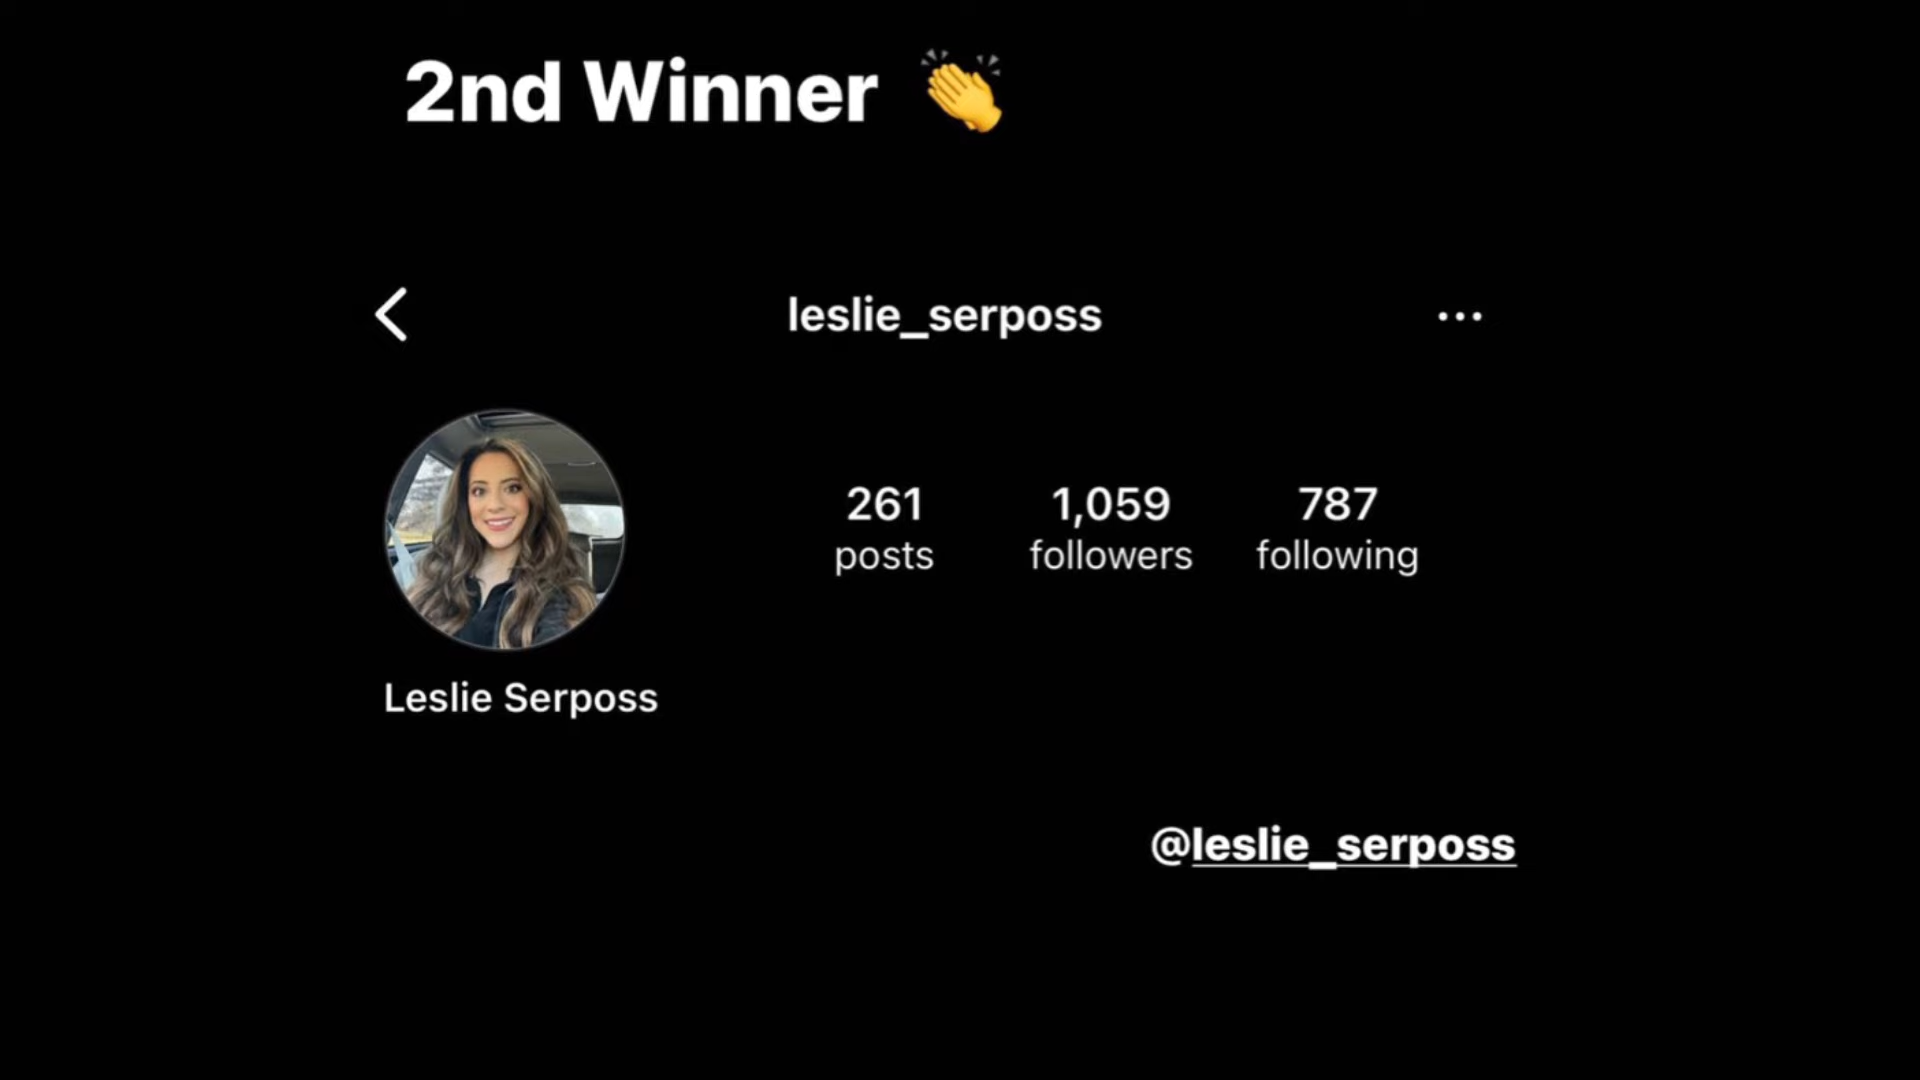 2nd Winner 👏
leslie_serposs
261 1,059 787
posts followers following
Leslie Serposs
@leslie_serposs